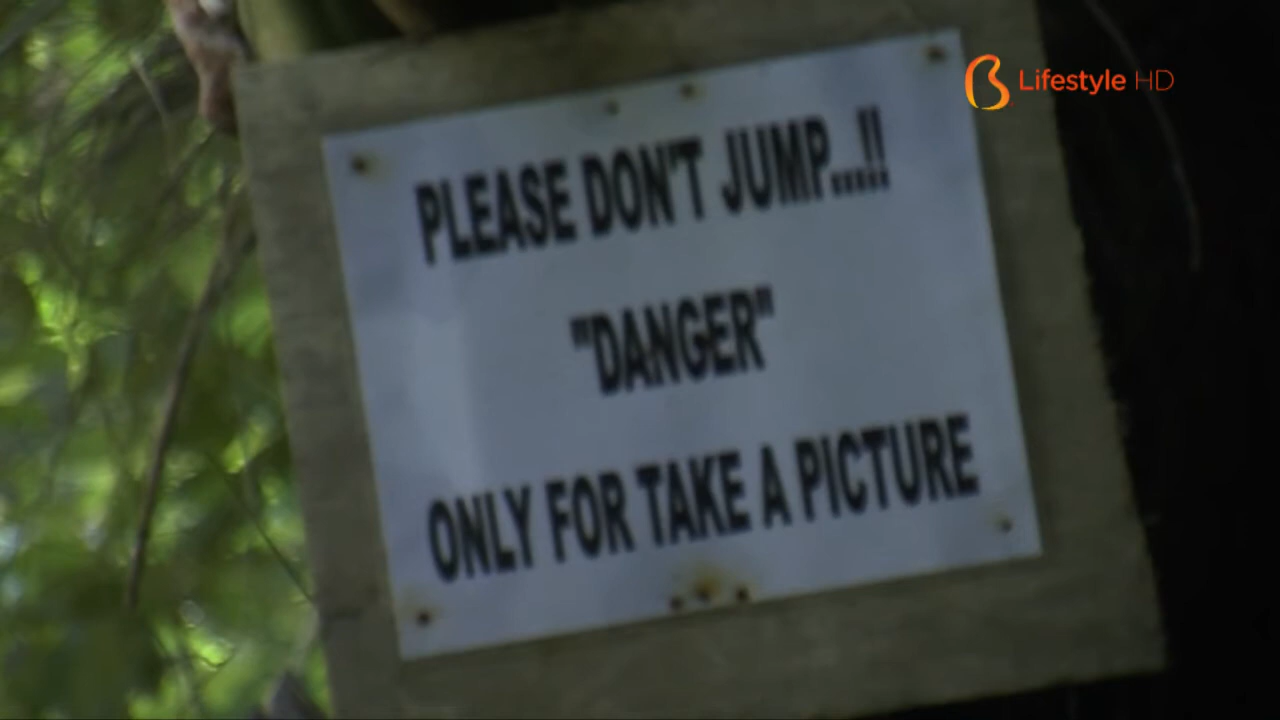 Lifestyle HD
PLEASE DON'T JUMP....!!
"DANGER"
ONLY FOR TAKE A PICTURE